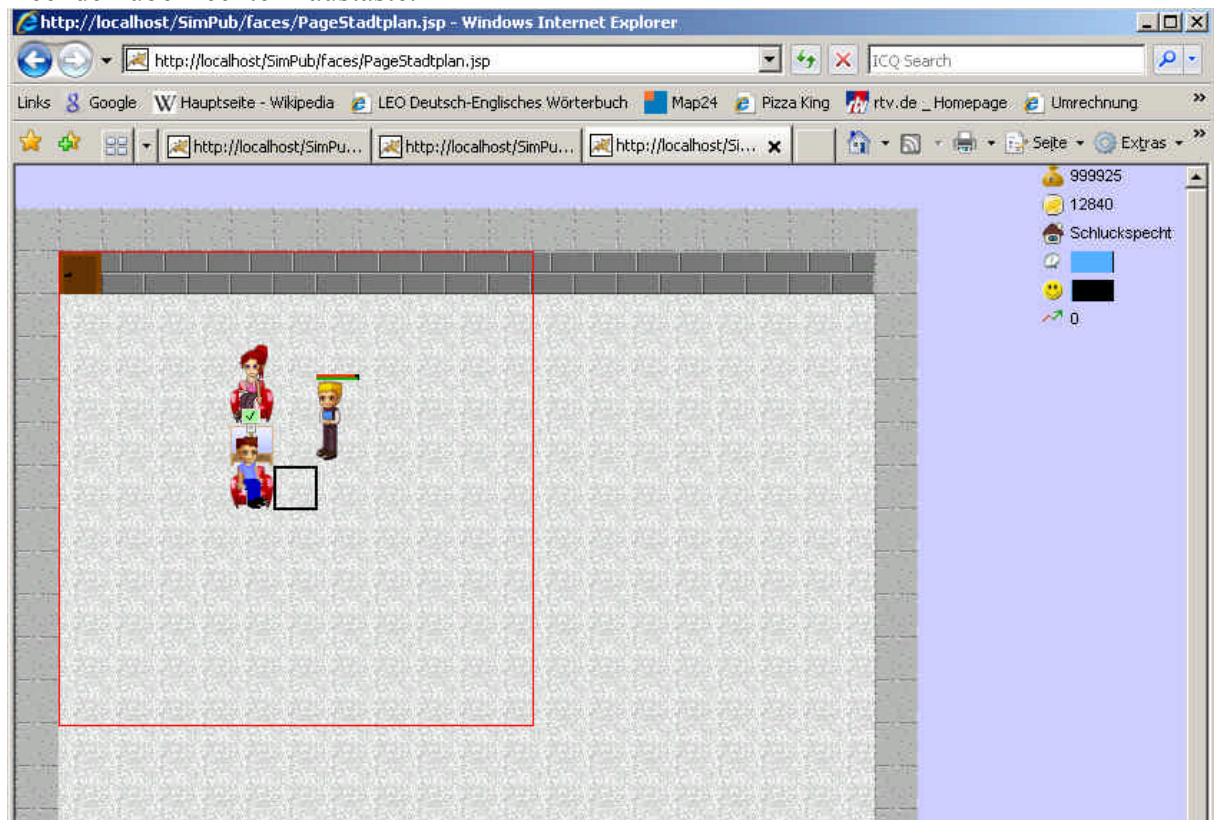 http://localhost/SimPub/faces/PageStadtplan.jsp - Windows Internet Explorer
http://localhost/SimPub/faces/PageStadtplan.jsp
ICQ Search
Links Google Hauptseite - Wikipedia LEO Deutsch-Englisches Wörterbuch Map24 Pizza King rtv.de _Homepage Umrechnung »
http://localhost/SimPu... http://localhost/SimPu... http://localhost/Si... Seite Extras »
999925
12840
Schluckspecht
0